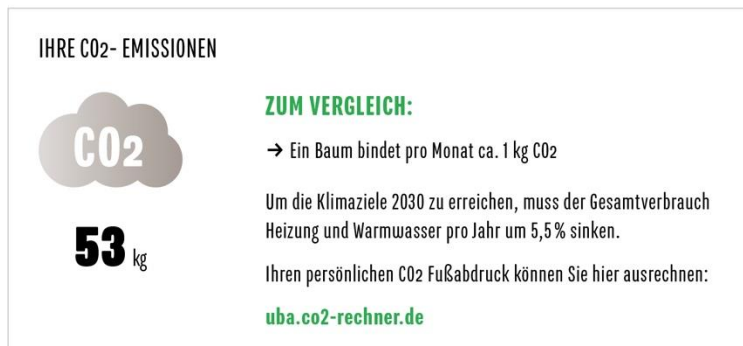 IHRE CO2- EMISSIONEN
CO2
53 kg
ZUM VERGLEICH:
→ Ein Baum bindet pro Monat ca. 1 kg CO2
Um die Klimaziele 2030 zu erreichen, muss der Gesamtverbrauch
Heizung und Warmwasser pro Jahr um 5,5 % sinken.
Ihren persönlichen CO2 Fußabdruck können Sie hier ausrechnen:
uba.co2-rechner.de